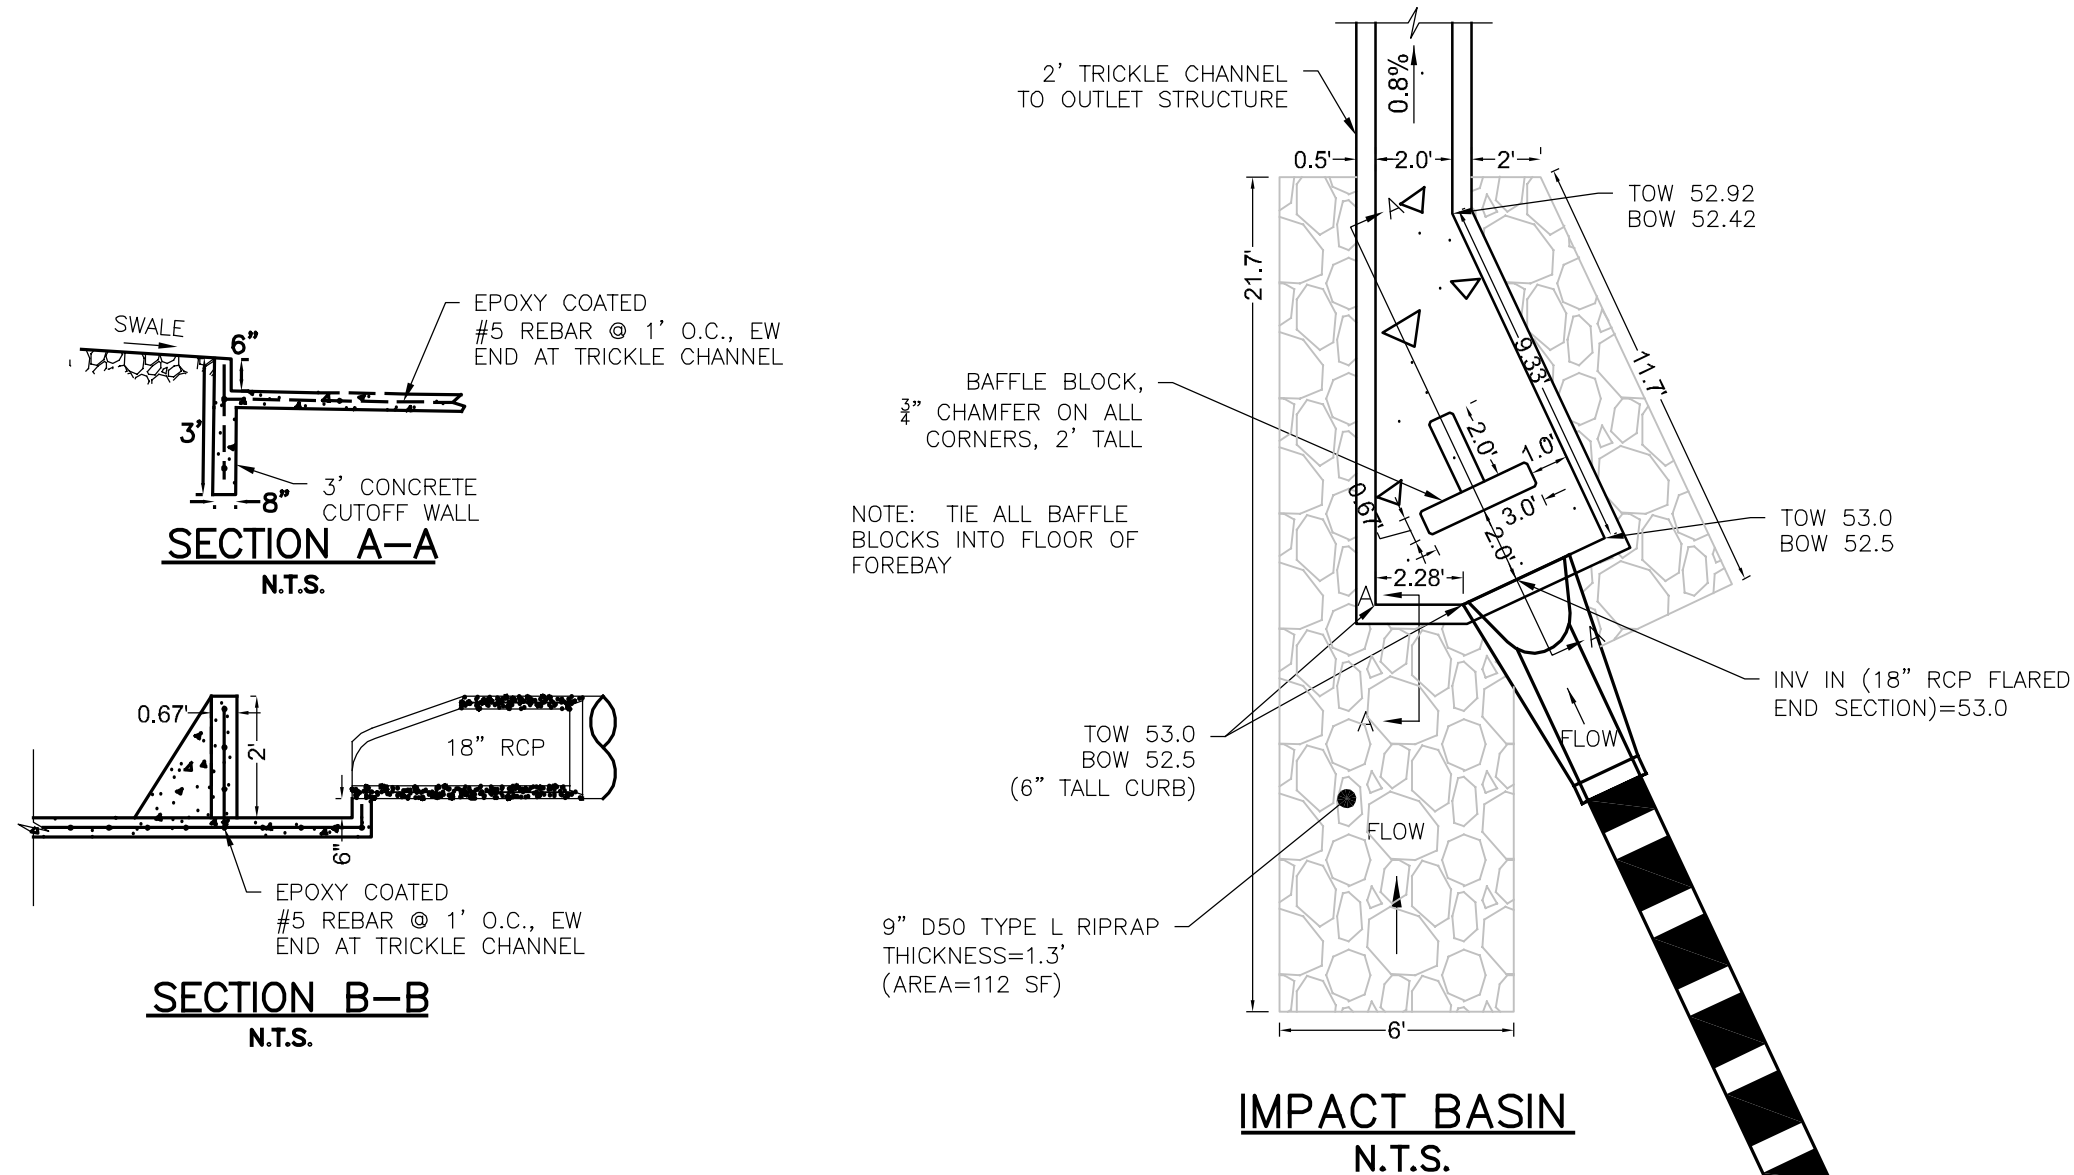 SWALE
6”
3'
8”
EPOXY COATED
#5 REBAR @ 1’ O.C., EW
END AT TRICKLE CHANNEL
3’ CONCRETE
CUTOFF WALL
SECTION A–A
N.T.S.
0.67'
2'
18” RCP
6”
EPOXY COATED
#5 REBAR @ 1’ O.C., EW
END AT TRICKLE CHANNEL
SECTION B–B
N.T.S.
2’ TRICKLE CHANNEL
TO OUTLET STRUCTURE
0.8%
0.5'
2.0'
2'
TOW 52.92
BOW 52.42
A
21.7'
9.33'
11.7'
BAFFLE BLOCK,
3/4” CHAMFER ON ALL
CORNERS, 2’ TALL
2.0'
1.0'
3.0'
0.67'
2.0'
NOTE: TIE ALL BAFFLE
BLOCKS INTO FLOOR OF
FOREBAY
TOW 53.0
BOW 52.5
2.28'
A
A
INV IN (18” RCP FLARED
END SECTION)=53.0
A
TOW 53.0
BOW 52.5
(6” TALL CURB)
FLOW
FLOW
9” D50 TYPE L RIPRAP
THICKNESS=1.3’
(AREA=112 SF)
6'
IMPACT BASIN
N.T.S.